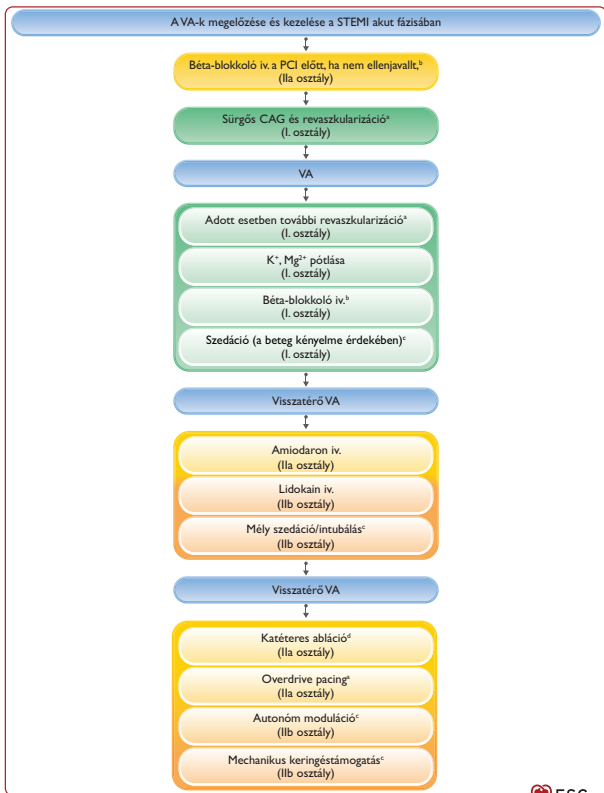 A VA-k megelőzése és kezelése a STEMI akut fázisában
Béta-blokkoló iv. a PCI előtt, ha nem ellenjavallt,ᵇ
(IIa osztály)
Sürgős CAG és revaszkularizációᵃ
(I. osztály)
VA
Adott esetben további revaszkularizációᵃ
(I. osztály)
K⁺, Mg²⁺ pótlása
(I. osztály)
Béta-blokkoló iv.ᵇ
(I. osztály)
Szedáció (a beteg kényelme érdekében)ᶜ
(I. osztály)
Visszatérő VA
Amiodaron iv.
(IIa osztály)
Lidokain iv.
(IIb osztály)
Mély szedáció/intubálásᶜ
(IIb osztály)
Visszatérő VA
Katéteres ablációᵈ
(IIa osztály)
Overdrive pacingᵃ
(IIa osztály)
Autonóm modulációᶜ
(IIb osztály)
Mechanikus keringéstámogatásᶜ
(IIb osztály)
ESC